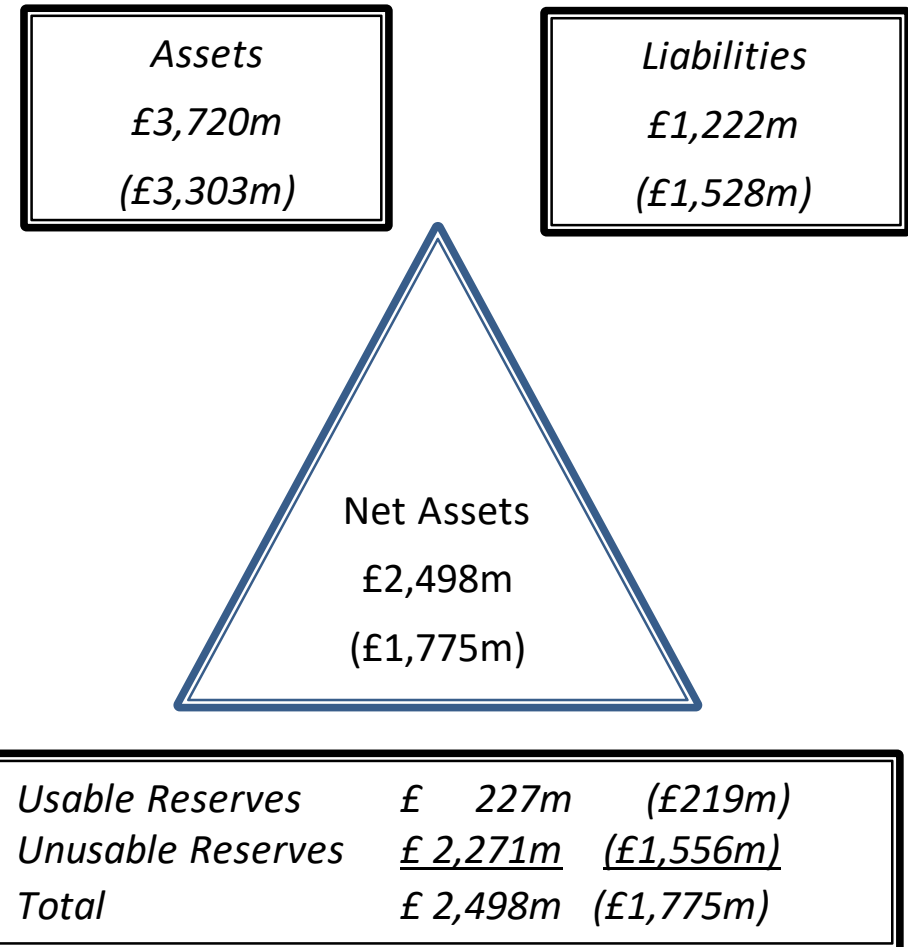 Assets
£3,720m
(£3,303m)
Liabilities
£1,222m
(£1,528m)
Net Assets
£2,498m
(£1,775m)
Usable Reserves £ 227m (£219m)
Unusable Reserves £ 2,271m (£1,556m)
Total £ 2,498m (£1,775m)